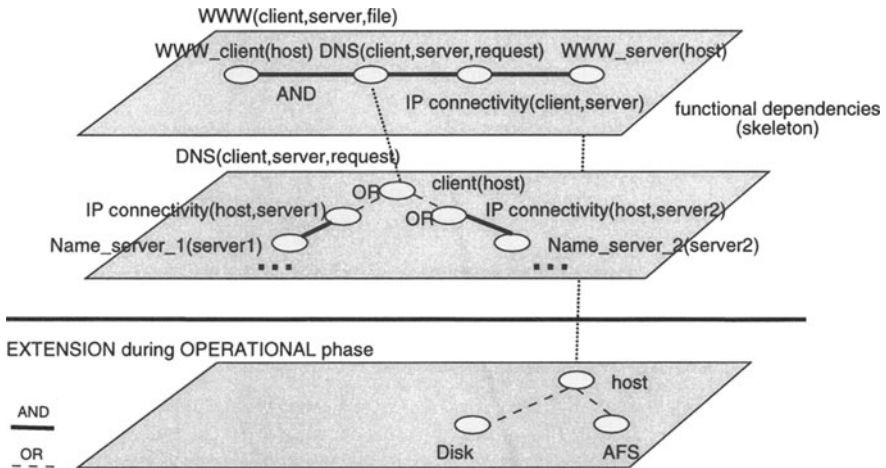 WWW(client,server,file)
WWW_client(host) DNS(client,server,request) WWW_server(host)
AND
IP connectivity(client,server)
functional dependencies
(skeleton)
DNS(client,server,request)
OR client(host)
IP connectivity(host,server1) OR IP connectivity(host,server2)
Name_server_1(server1) Name_server_2(server2)
... ...
EXTENSION during OPERATIONAL phase
host
AND
Disk AFS
OR